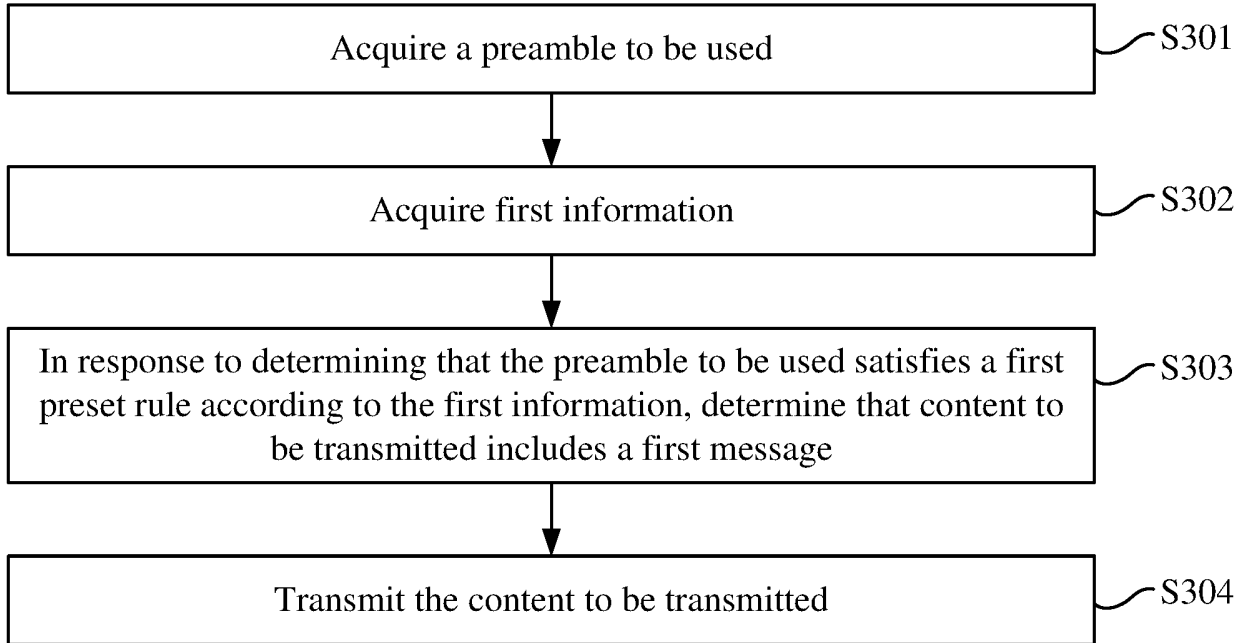 Acquire a preamble to be used
S301
Acquire first information
S302
In response to determining that the preamble to be used satisfies a first
preset rule according to the first information, determine that content to
be transmitted includes a first message
S303
Transmit the content to be transmitted
S304